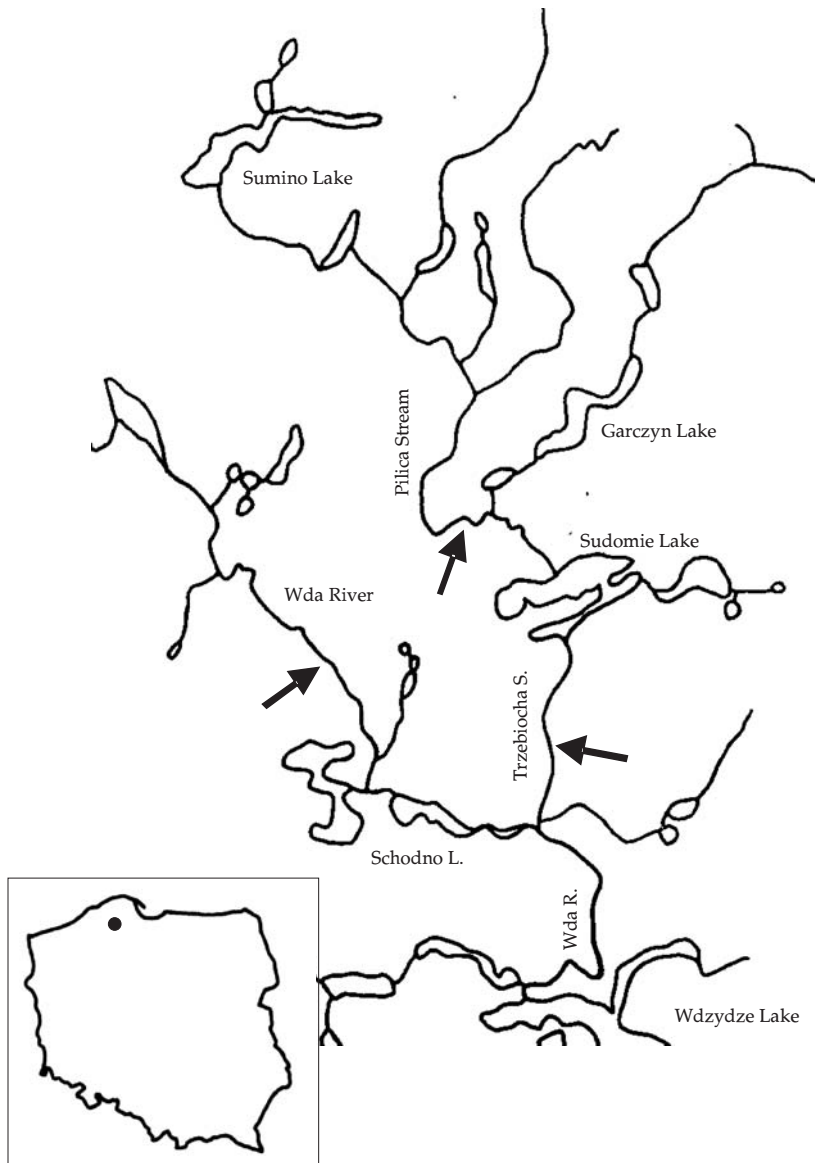 Sumino Lake
Pilica Stream
Garczyn Lake
Sudomie Lake
Wda River
Trzebiocha S.
Schodno L.
Wda R.
Wdzydze Lake